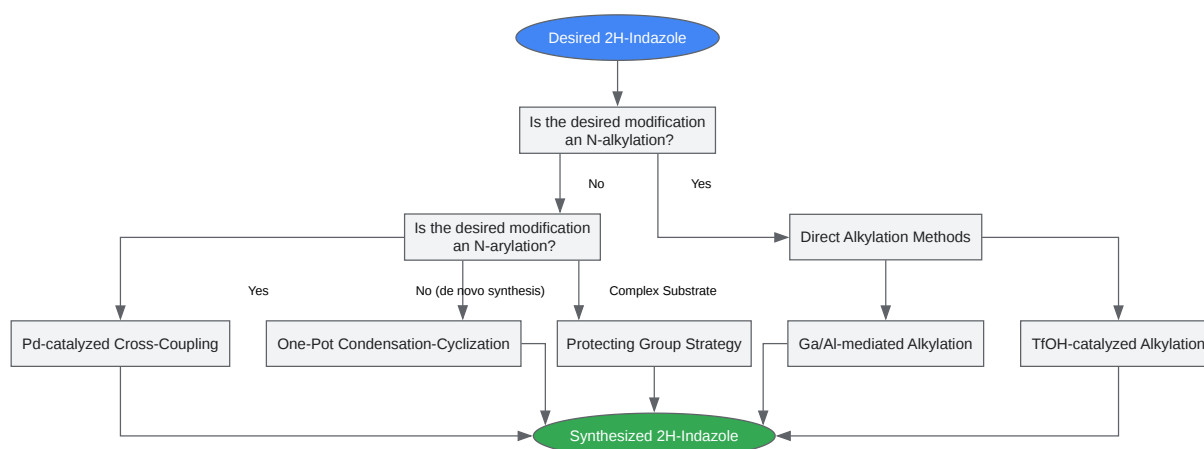 Desired 2H-Indazole
Is the desired modification
an N-alkylation?
No
Yes
Is the desired modification
an N-arylation?
Direct Alkylation Methods
Yes
No (de novo synthesis)
Complex Substrate
Pd-catalyzed Cross-Coupling
One-Pot Condensation-Cyclization
Protecting Group Strategy
Ga/Al-mediated Alkylation
TfOH-catalyzed Alkylation
Synthesized 2H-Indazole